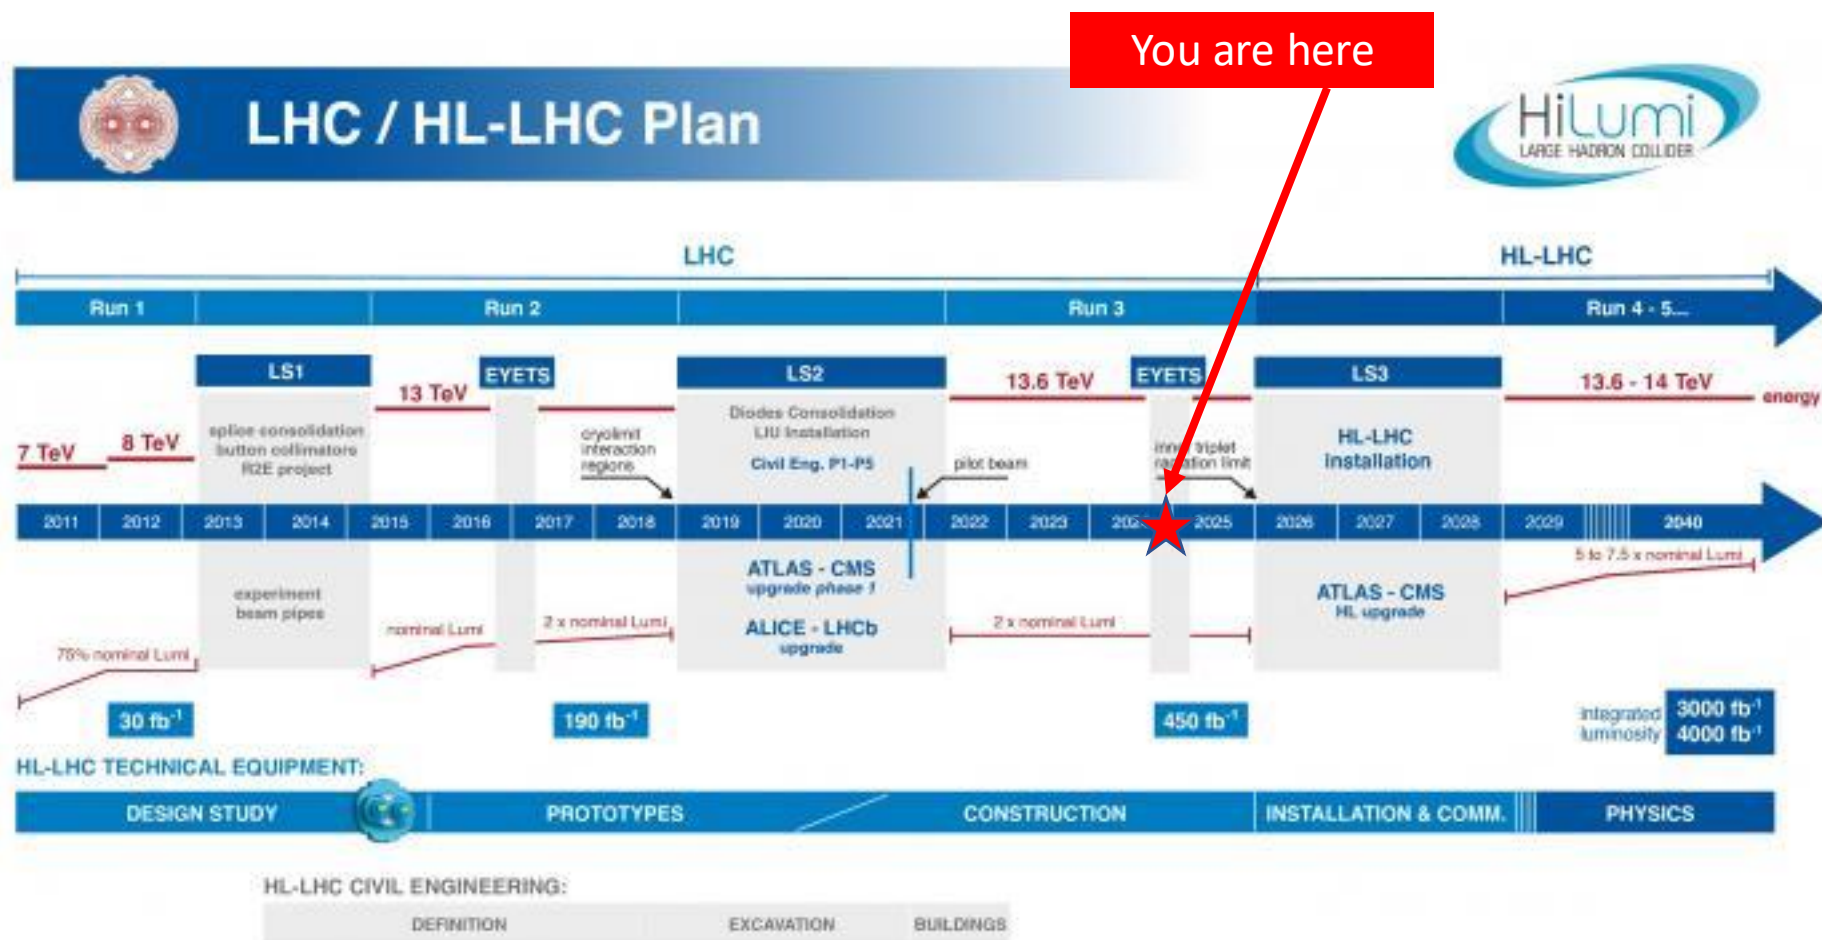 You are here
LHC / HL-LHC Plan
HiLumi
LARGE HADRON COLLIDER
LHC
HL-LHC
Run 1
Run 2
Run 3
Run 4 - 5...
LS1
EYETS
LS2
EYETS
LS3
7 TeV
8 TeV
13 TeV
13.6 TeV
13.6 - 14 TeV
energy
splice consolidation
button collimators
R2E project
cryolimit
interaction
regions
Diodes Consolidation
LIU Installation
Civil Eng. P1-P5
pilot beam
inner triplet
radiation limit
HL-LHC
installation
2011 2012 2013 2014 2015 2016 2017 2018 2019 2020 2021 2022 2023 2025 2026 2027 2028 2029 2040
75% nominal Lumi
experiment
beam pipes
nominal Lumi
2 x nominal Lumi
ATLAS - CMS
upgrade phase 1
ALICE - LHCb
upgrade
2 x nominal Lumi
ATLAS - CMS
HL upgrade
5 to 7.5 x nominal Lumi
30 fb⁻¹
190 fb⁻¹
450 fb⁻¹
integrated
luminosity
3000 fb⁻¹
4000 fb⁻¹
HL-LHC TECHNICAL EQUIPMENT:
DESIGN STUDY
PROTOTYPES
CONSTRUCTION
INSTALLATION & COMM.
PHYSICS
HL-LHC CIVIL ENGINEERING:
DEFINITION
EXCAVATION
BUILDINGS